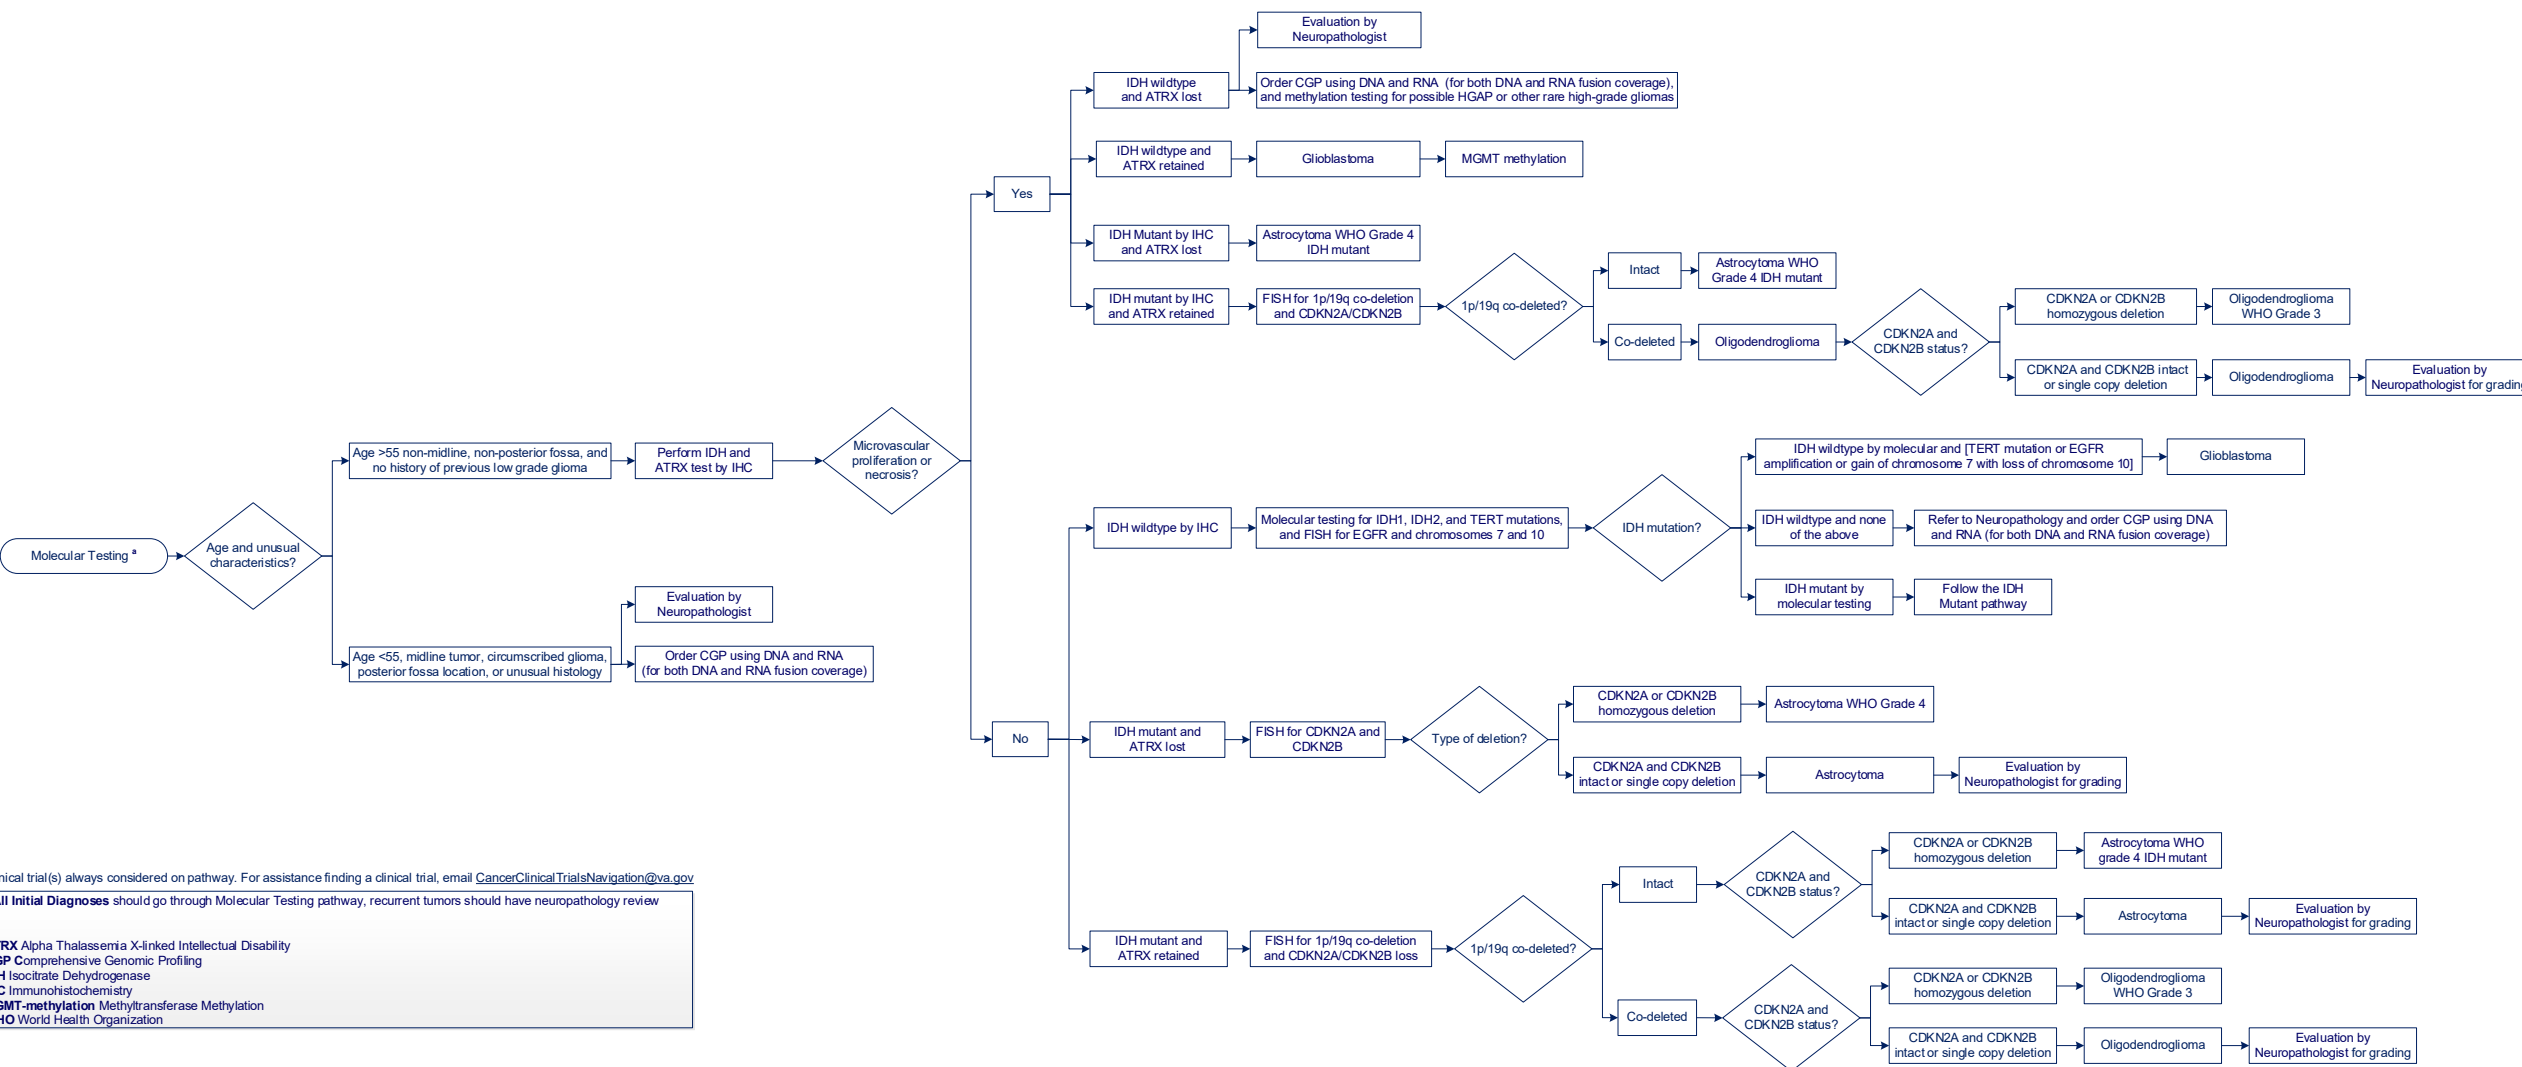 Molecular Testing a
Age and unusual
characteristics?
Age >55 non-midline, non-posterior fossa, and
no history of previous low grade glioma
Perform IDH and
ATRX test by IHC
Age <55, midline tumor, circumscribed glioma,
posterior fossa location, or unusual histology
Evaluation by
Neuropathologist
Order CGP using DNA and RNA
(for both DNA and RNA fusion coverage)
Microvascular
proliferation or
necrosis?
Yes
IDH wildtype
and ATRX lost
Evaluation by
Neuropathologist
Order CGP using DNA and RNA (for both DNA and RNA fusion coverage),
and methylation testing for possible HGAP or other rare high-grade gliomas
IDH wildtype and
ATRX retained
Glioblastoma
MGMT methylation
IDH Mutant by IHC
and ATRX lost
Astrocytoma WHO Grade 4
IDH mutant
IDH mutant by IHC
and ATRX retained
FISH for 1p/19q co-deletion
and CDKN2A/CDKN2B
1p/19q co-deleted?
Intact
Astrocytoma WHO
Grade 4 IDH mutant
Co-deleted
Oligodendroglioma
CDKN2A and
CDKN2B status?
CDKN2A or CDKN2B
homozygous deletion
Oligodendroglioma
WHO Grade 3
CDKN2A and CDKN2B intact
or single copy deletion
Oligodendroglioma
Evaluation by
Neuropathologist for grading
No
IDH wildtype by IHC
Molecular testing for IDH1, IDH2, and TERT mutations,
and FISH for EGFR and chromosomes 7 and 10
IDH mutation?
IDH wildtype by molecular and [TERT mutation or EGFR
amplification or gain of chromosome 7 with loss of chromosome 10]
Glioblastoma
IDH wildtype and none
of the above
Refer to Neuropathology and order CGP using DNA
and RNA (for both DNA and RNA fusion coverage)
IDH mutant by
molecular testing
Follow the IDH
Mutant pathway
IDH mutant and
ATRX lost
FISH for CDKN2A and
CDKN2B
Type of deletion?
CDKN2A or CDKN2B
homozygous deletion
Astrocytoma WHO Grade 4
CDKN2A and CDKN2B
intact or single copy deletion
Astrocytoma
Evaluation by
Neuropathologist for grading
IDH mutant and
ATRX retained
FISH for 1p/19q co-deletion
and CDKN2A/CDKN2B loss
1p/19q co-deleted?
Intact
CDKN2A and
CDKN2B status?
CDKN2A or CDKN2B
homozygous deletion
Astrocytoma WHO
grade 4 IDH mutant
CDKN2A and CDKN2B
intact or single copy deletion
Astrocytoma
Evaluation by
Neuropathologist for grading
Co-deleted
CDKN2A and
CDKN2B status?
CDKN2A or CDKN2B
homozygous deletion
Oligodendroglioma
WHO Grade 3
CDKN2A and CDKN2B
intact or single copy deletion
Oligodendroglioma
Evaluation by
Neuropathologist for grading
nical trial(s) always considered on pathway. For assistance finding a clinical trial, email CancerClinicalTrialsNavigation@va.gov
ll Initial Diagnoses should go through Molecular Testing pathway, recurrent tumors should have neuropathology review
RX Alpha Thalassemia X-linked Intellectual Disability
GP Comprehensive Genomic Profiling
H Isocitrate Dehydrogenase
C Immunohistochemistry
GMT-methylation Methyltransferase Methylation
HO World Health Organization